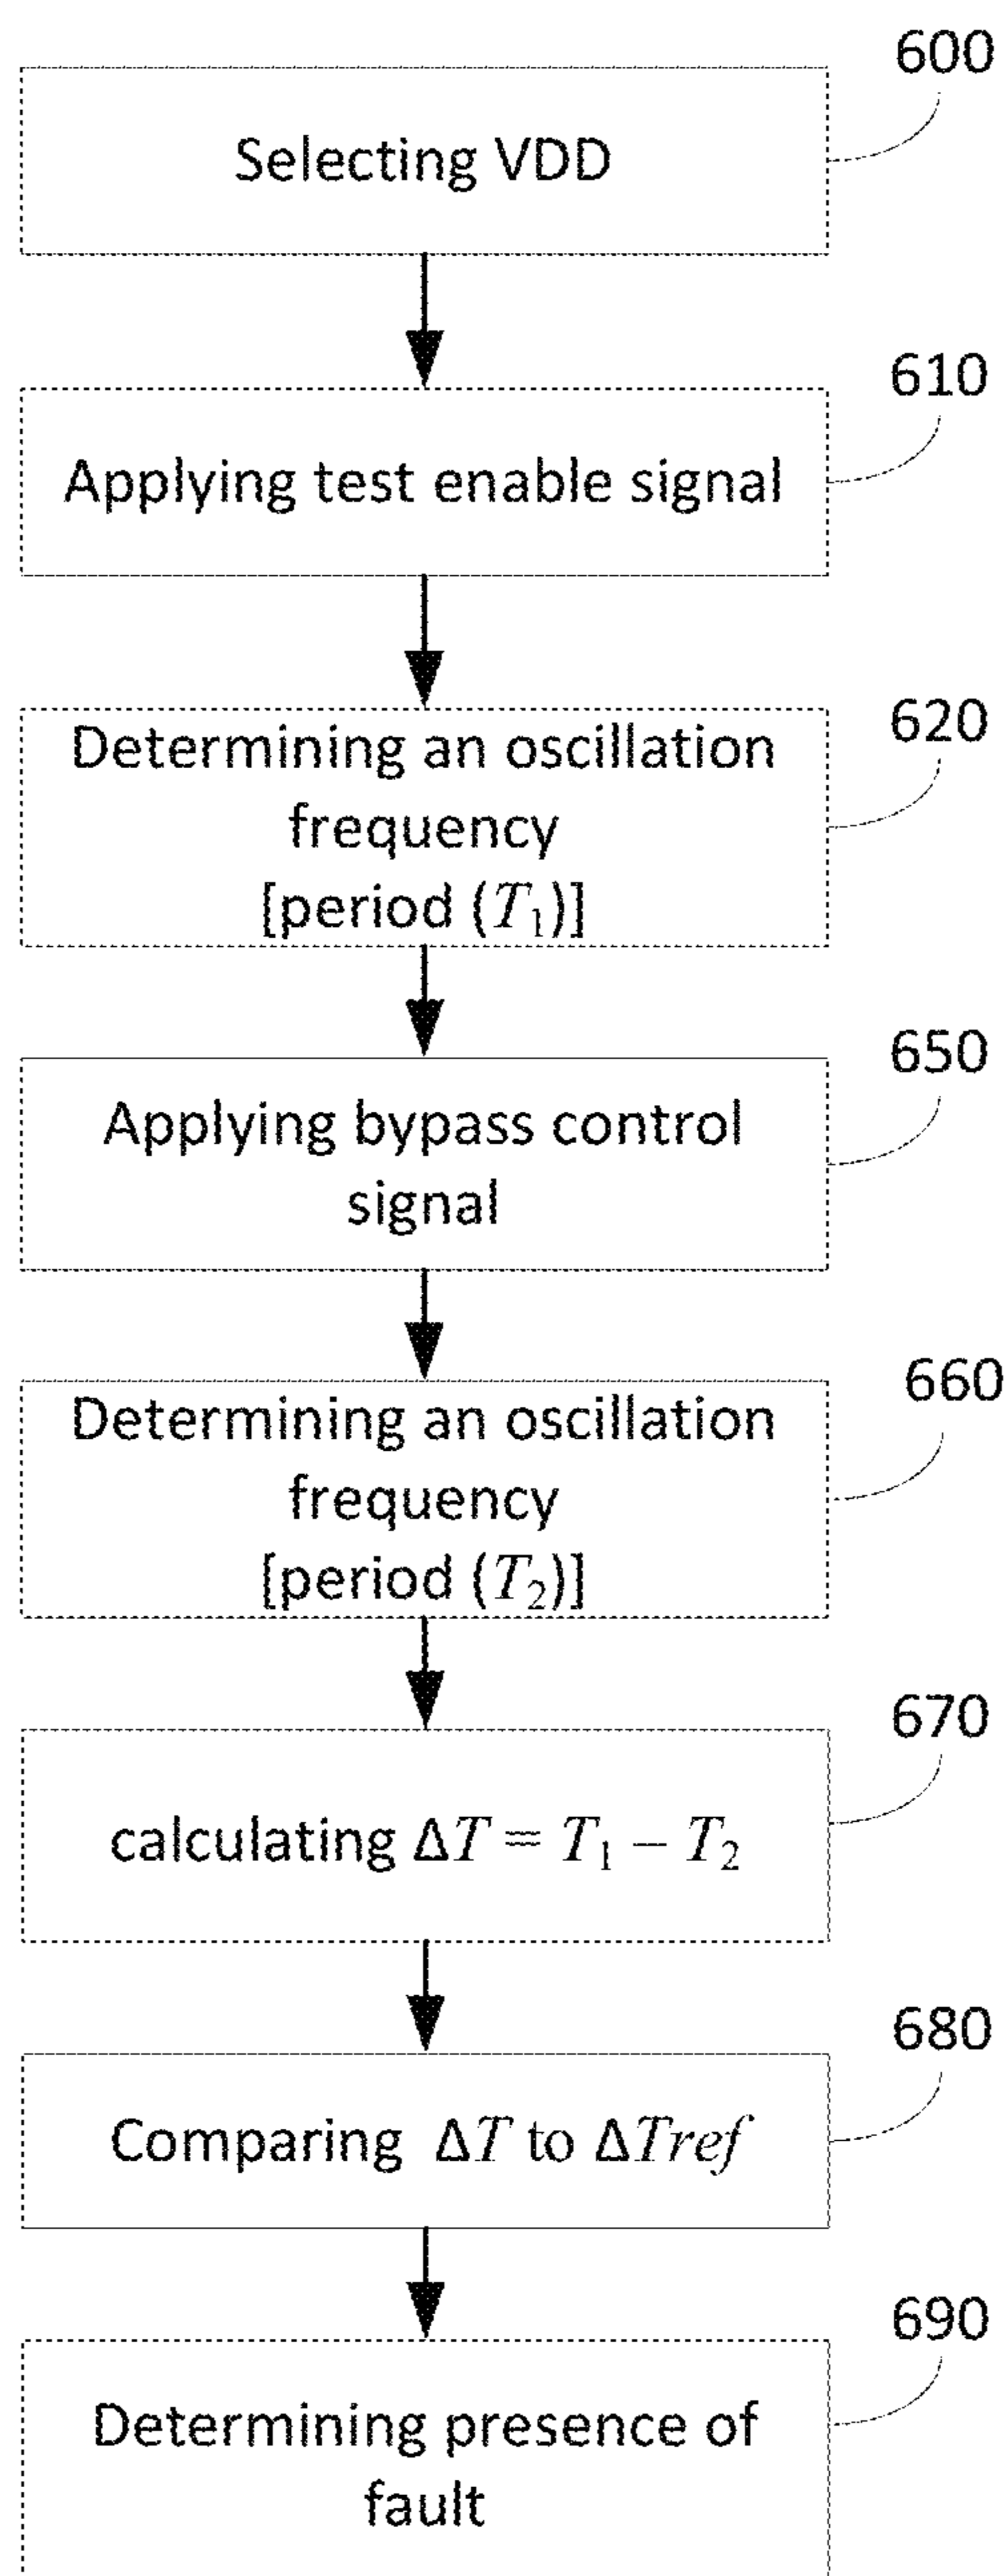 600
Selecting VDD
610
Applying test enable signal
620
Determining an oscillation
frequency
[period (T₁)]
650
Applying bypass control
signal
660
Determining an oscillation
frequency
[period (T₂)]
670
calculating ΔT = T₁ – T₂
680
Comparing ΔT to ΔTref
690
Determining presence of
fault